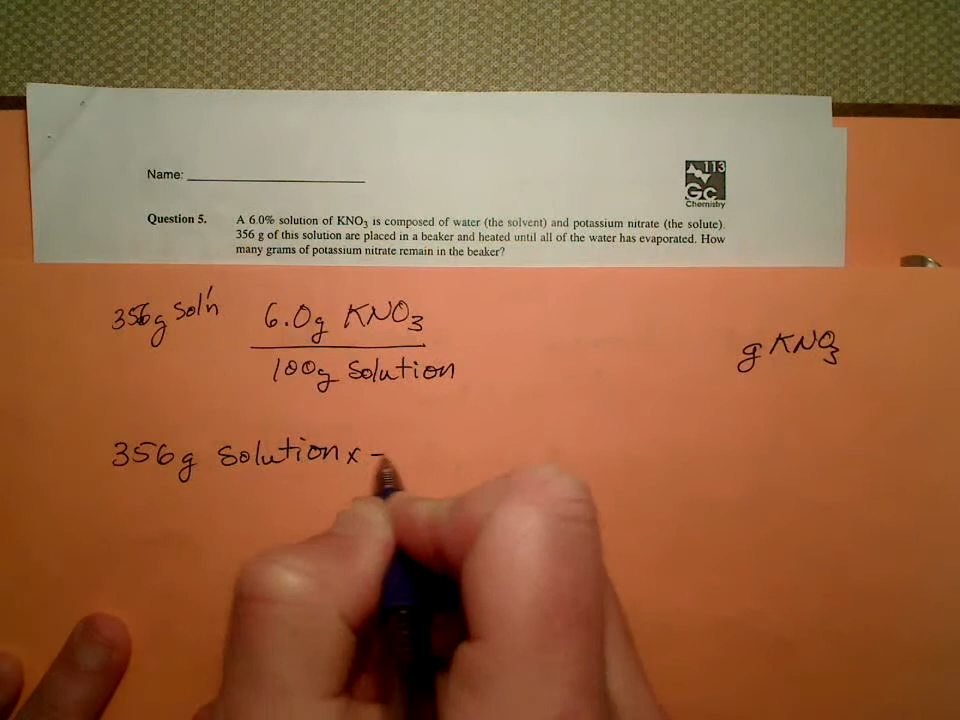 Name:
113
GC
Chemistry
Question 5. A 6.0% solution of KNO3 is composed of water (the solvent) and potassium nitrate (the solute).
356 g of this solution are placed in a beaker and heated until all of the water has evaporated. How
many grams of potassium nitrate remain in the beaker?
356g Sol'n 6.0g KNO3
100g Solution
g KNO3
356g solution x -